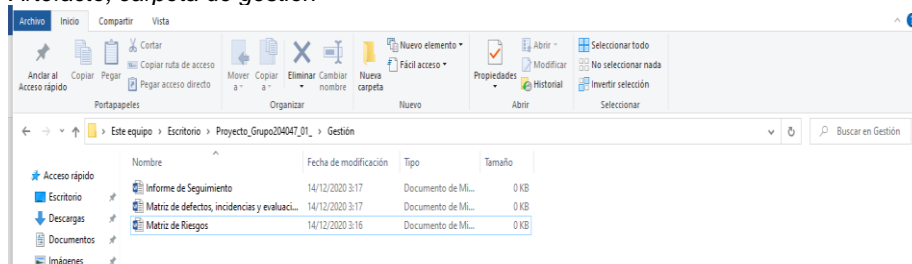 Artefacto, carpeta de gestión
Archivo Inicio Compartir Vista
Anclar al Acceso rápido
Copiar
Pegar
Cortar
Copiar ruta de acceso
Pegar acceso directo
Portapapeles
Mover a
Copiar a
Eliminar
Cambiar nombre
Organizar
Nueva carpeta
Nuevo elemento
Fácil acceso
Nuevo
Propiedades
Abrir
Modificar
Historial
Abrir
Seleccionar todo
No seleccionar nada
Invertir selección
Seleccionar
Este equipo > Escritorio > Proyecto_Grupo204047_01_ > Gestión
Buscar en Gestión
Nombre Fecha de modificación Tipo Tamaño
Acceso rápido
Escritorio
Descargas
Documentos
Imágenes
Informe de Seguimiento 14/12/2020 3:17 Documento de Mi... 0 KB
Matriz de defectos, incidencias y evaluaci... 14/12/2020 3:17 Documento de Mi... 0 KB
Matriz de Riesgos 14/12/2020 3:16 Documento de Mi... 0 KB